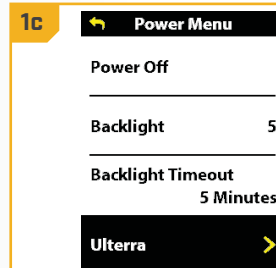 1c
Power Menu
Power Off
Backlight 5
Backlight Timeout
5 Minutes
Ulterra